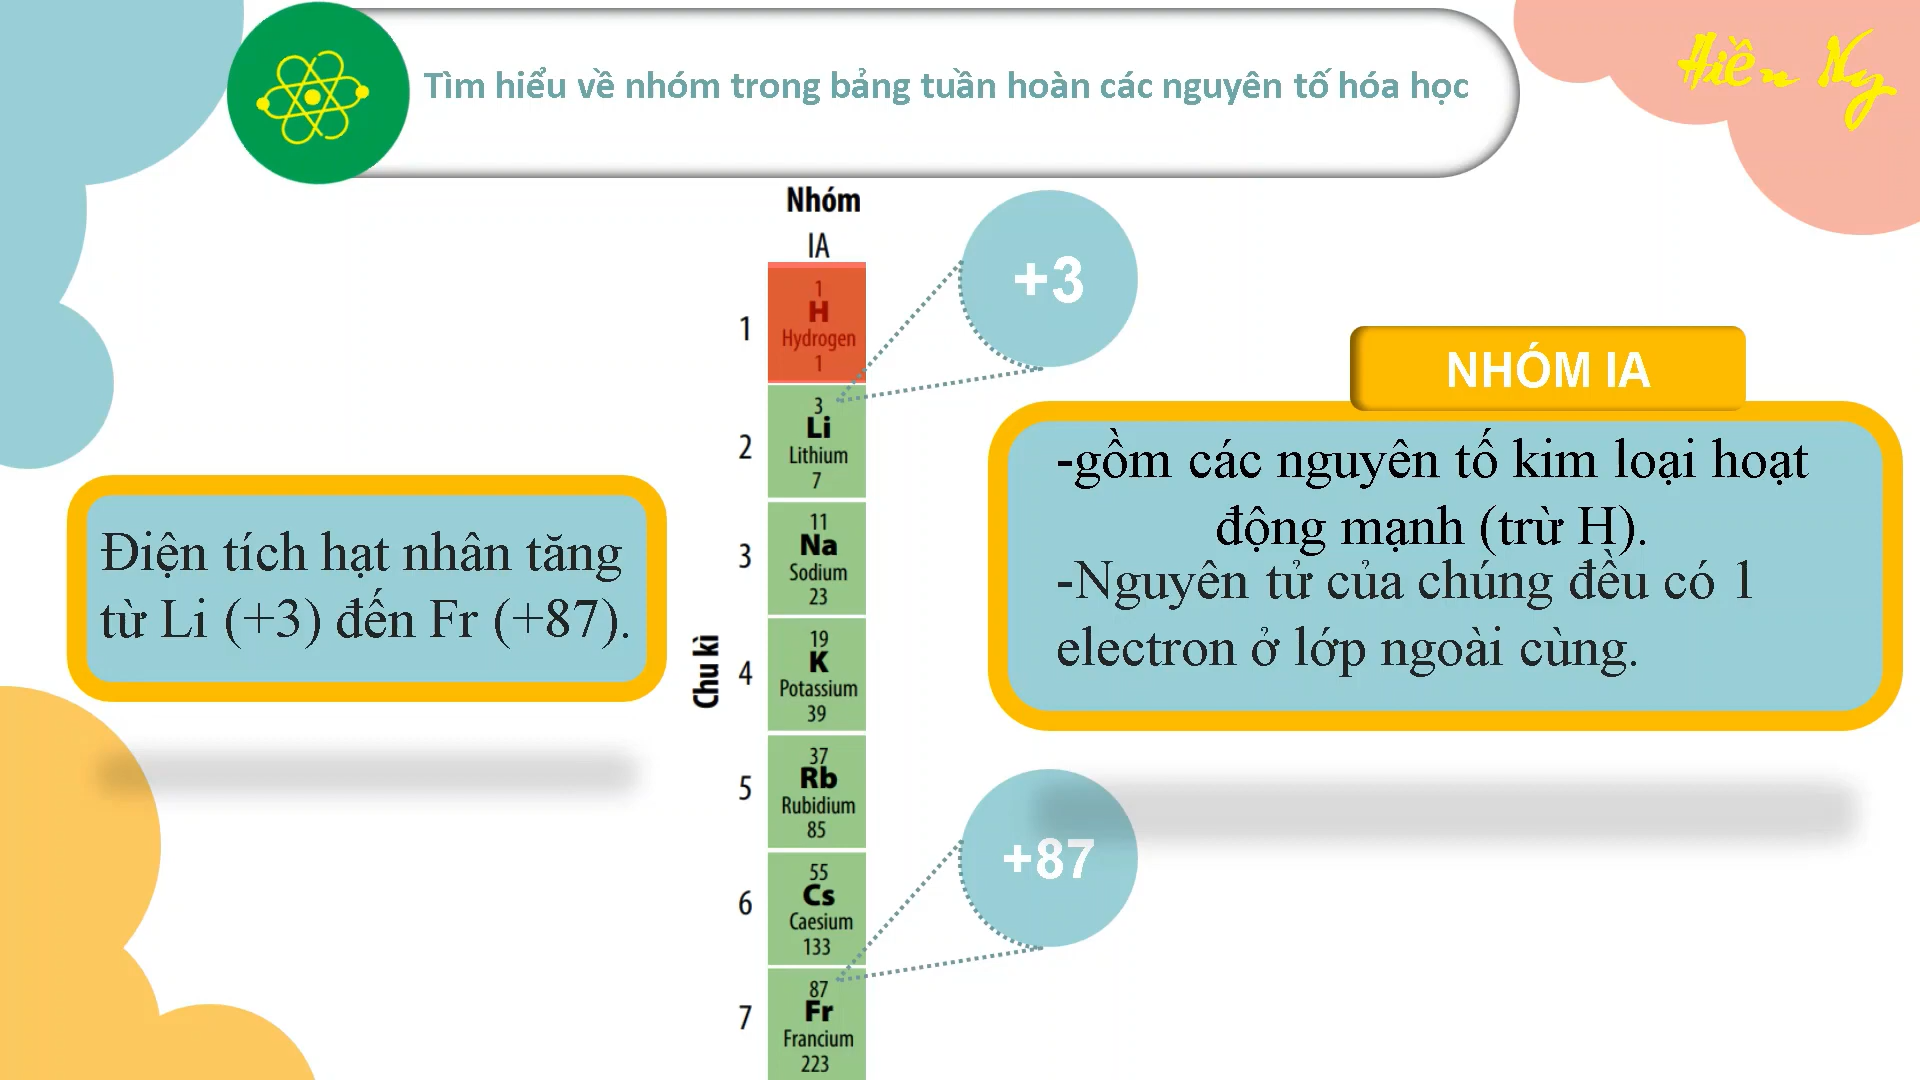 Tìm hiểu về nhóm trong bảng tuần hoàn các nguyên tố hóa học
Hiền Ny
Nhóm
IA
+3
1
1
H
Hydrogen
1
NHÓM IA
-gồm các nguyên tố kim loại hoạt
động mạnh (trừ H).
-Nguyên tử của chúng đều có 1
electron ở lớp ngoài cùng.
Điện tích hạt nhân tăng
từ Li (+3) đến Fr (+87).
Chu kì
2
3
Li
Lithium
7
3
11
Na
Sodium
23
4
19
K
Potassium
39
5
37
Rb
Rubidium
85
+87
6
55
Cs
Caesium
133
7
87
Fr
Francium
223